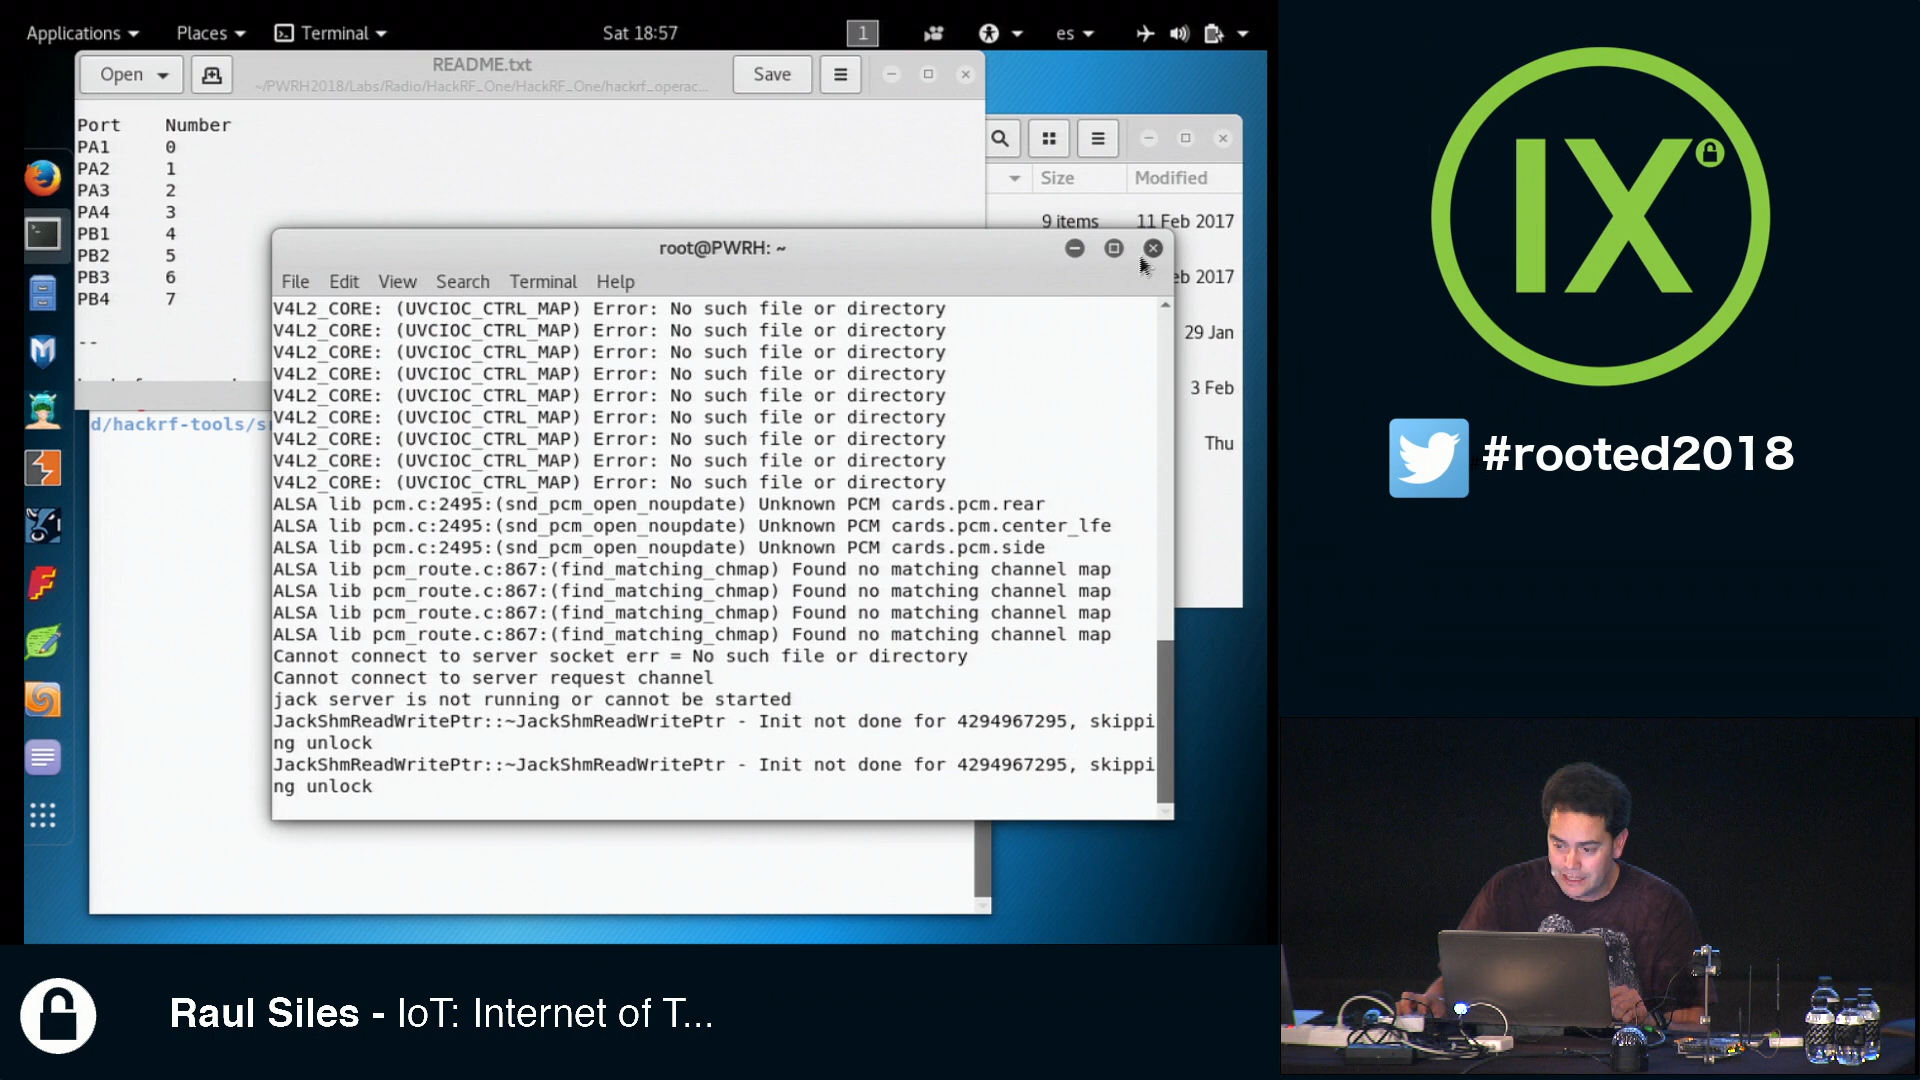 Applications
Places
Terminal
Sat 18:57
1
es
Open
README.txt
~/PWRH2018/Labs/Radio/HackRF_One/HackRF_One/hackrf_operac...
Save
Port Number
PA1 0
PA2 1
PA3 2
PA4 3
PB1 4
PB2 5
PB3 6
PB4 7
--
Size Modified
9 items 11 Feb 2017
eb 2017
29 Jan
3 Feb
Thu
d/hackrf-tools/s
root@PWRH: ~
File Edit View Search Terminal Help
V4L2_CORE: (UVCIOC_CTRL_MAP) Error: No such file or directory
V4L2_CORE: (UVCIOC_CTRL_MAP) Error: No such file or directory
V4L2_CORE: (UVCIOC_CTRL_MAP) Error: No such file or directory
V4L2_CORE: (UVCIOC_CTRL_MAP) Error: No such file or directory
V4L2_CORE: (UVCIOC_CTRL_MAP) Error: No such file or directory
V4L2_CORE: (UVCIOC_CTRL_MAP) Error: No such file or directory
V4L2_CORE: (UVCIOC_CTRL_MAP) Error: No such file or directory
V4L2_CORE: (UVCIOC_CTRL_MAP) Error: No such file or directory
V4L2_CORE: (UVCIOC_CTRL_MAP) Error: No such file or directory
ALSA lib pcm.c:2495:(snd_pcm_open_noupdate) Unknown PCM cards.pcm.rear
ALSA lib pcm.c:2495:(snd_pcm_open_noupdate) Unknown PCM cards.pcm.center_lfe
ALSA lib pcm.c:2495:(snd_pcm_open_noupdate) Unknown PCM cards.pcm.side
ALSA lib pcm_route.c:867:(find_matching_chmap) Found no matching channel map
ALSA lib pcm_route.c:867:(find_matching_chmap) Found no matching channel map
ALSA lib pcm_route.c:867:(find_matching_chmap) Found no matching channel map
ALSA lib pcm_route.c:867:(find_matching_chmap) Found no matching channel map
Cannot connect to server socket err = No such file or directory
Cannot connect to server request channel
jack server is not running or cannot be started
JackShmReadWritePtr::~JackShmReadWritePtr - Init not done for 4294967295, skippi
ng unlock
JackShmReadWritePtr::~JackShmReadWritePtr - Init not done for 4294967295, skippi
ng unlock
IX
#rooted2018
Raul Siles - IoT: Internet of T...